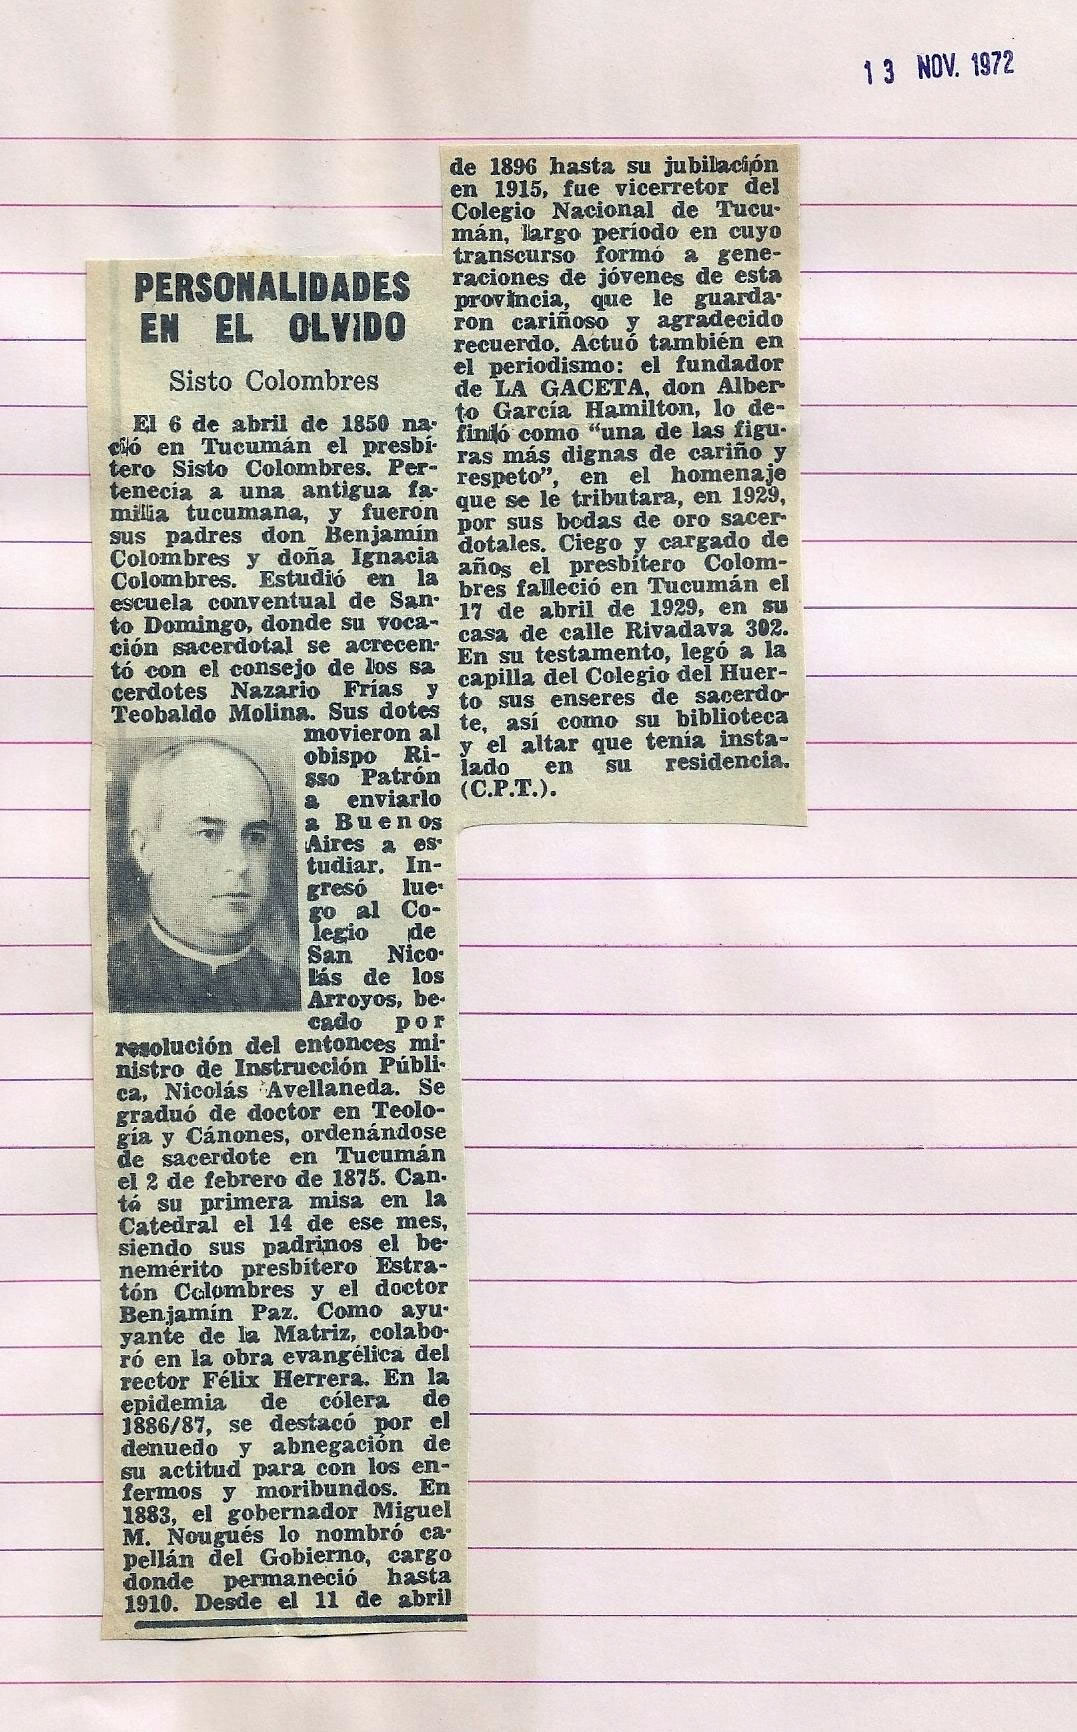 13 NOV. 1972
PERSONALIDADES
EN EL OLVIDO
Sisto Colombres
El 6 de abril de 1850 na-
ció en Tucumán el presbí-
tero Sisto Colombres. Per-
tenecía a una antigua fa-
milia tucumana, y fueron
sus padres don Benjamín
Colombres y doña Ignacia
Colombres. Estudió en la
escuela conventual de San-
to Domingo, donde su voca-
ción sacerdotal se acrecen-
tó con el consejo de los sa
cerdotes Nazario Frías y
Teobaldo Molina. Sus dotes
movieron al
obispo Ri-
sso Patrón
a enviarlo
a Buenos
Aires a es-
tudiar. In-
gresó lue-
go al Co-
legio de
San Nico-
lás de los
Arroyos, be-
cado por
resolución del entonces mi-
nistro de Instrucción Públi-
ca, Nicolás Avellaneda. Se
graduó de doctor en Teolo-
gía y Cánones, ordenándose
de sacerdote en Tucumán
el 2 de febrero de 1875. Can-
tó su primera misa en la
Catedral el 14 de ese mes,
siendo sus padrinos el be-
nemérito presbítero Estra-
tón Colombres y el doctor
Benjamín Paz. Como ayu-
yante de la Matriz, colabo-
ró en la obra evangélica del
rector Félix Herrera. En la
epidemia de cólera de
1886/87, se destacó por el
denuedo y abnegación de
su actitud para con los en-
fermos y moribundos. En
1883, el gobernador Miguel
M. Nougués lo nombró ca-
pellán del Gobierno, cargo
donde permaneció hasta
1910. Desde el 11 de abril
de 1896 hasta su jubilación
en 1915, fue vicerretor del
Colegio Nacional de Tucu-
mán, largo período en cuyo
transcurso formó a gene-
raciones de jóvenes de esta
provincia, que le guarda-
ron cariñoso y agradecido
recuerdo. Actuó también en
el periodismo: el fundador
de LA GACETA, don Alber-
to García Hamilton, lo de-
finió como "una de las figu-
ras más dignas de cariño y
respeto", en el homenaje
que se le tributara, en 1929,
por sus bodas de oro sacer-
dotales. Ciego y cargado de
años el presbítero Colom-
bres falleció en Tucumán el
17 de abril de 1929, en su
casa de calle Rivadava 302.
En su testamento, legó a la
capilla del Colegio del Huer-
to sus enseres de sacerdo-
te, así como su biblioteca
y el altar que tenía insta-
lado en su residencia.
(C.P.T.).